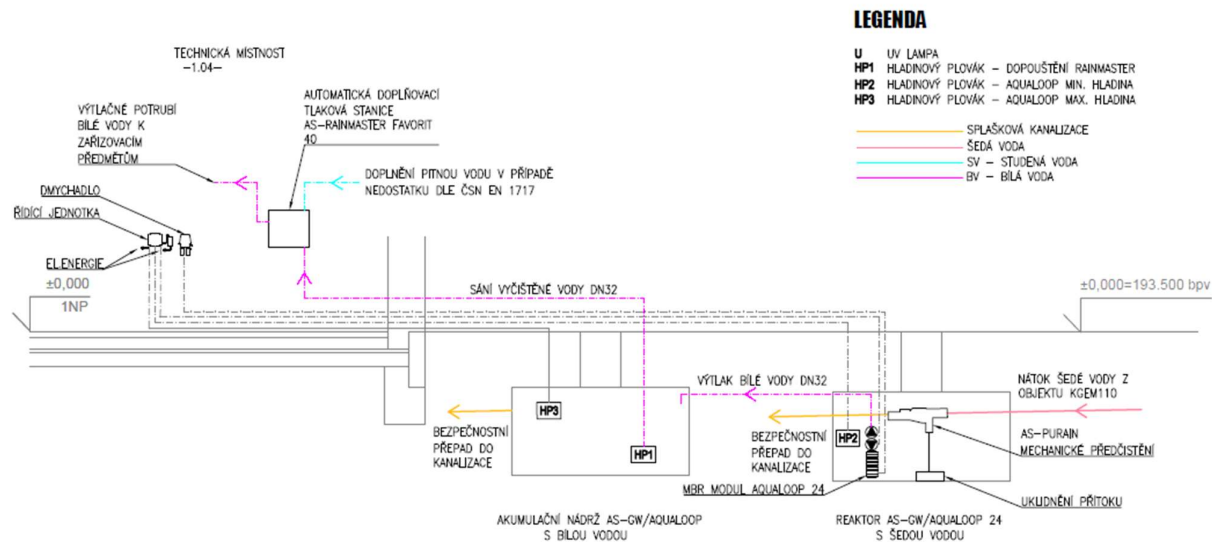 LEGENDA
U UV LAMPA
HP1 HLADINOVÝ PLOVÁK – DOPOUŠTĚNÍ RAINMASTER
HP2 HLADINOVÝ PLOVÁK – AQUALOOP MIN. HLADINA
HP3 HLADINOVÝ PLOVÁK – AQUALOOP MAX. HLADINA
SPLAŠKOVÁ KANALIZACE
ŠEDÁ VODA
SV – STUDENÁ VODA
BV – BÍLÁ VODA
TECHNICKÁ MÍSTNOST
–1.04–
VÝTLAČNÉ POTRUBÍ
BÍLÉ VODY K
ZAŘIZOVACÍM
PŘEDMĚTŮM
AUTOMATICKÁ DOPLŇOVACÍ
TLAKOVÁ STANICE
AS–RAINMASTER FAVORIT
40
DOPLNĚNÍ PITNOU VODU V PŘÍPADĚ
NEDOSTATKU DLE ČSN EN 1717
DMYCHADLO
ŘÍDÍCÍ JEDNOTKA
EL.ENERGIE
±0,000
1NP
SÁNÍ VYČIŠTĚNÉ VODY DN32
±0,000=193.500 bpv
VÝTLAK BÍLÉ VODY DN32
NÁTOK ŠEDÉ VODY Z
OBJEKTU KGEM110
HP3
HP1
HP2
BEZPEČNOSTNÍ
PŘEPAD DO
KANALIZACE
BEZPEČNOSTNÍ
PŘEPAD DO
KANALIZACE
AS–PURAIN
MECHANICKÉ PŘEDČIŠTĚNÍ
MBR MODUL AQUALOOP 24
UKLIDNĚNÍ PŘÍTOKU
AKUMULAČNÍ NÁDRŽ AS–GW/AQUALOOP
S BÍLOU VODOU
REAKTOR AS–GW/AQUALOOP 24
S ŠEDOU VODOU